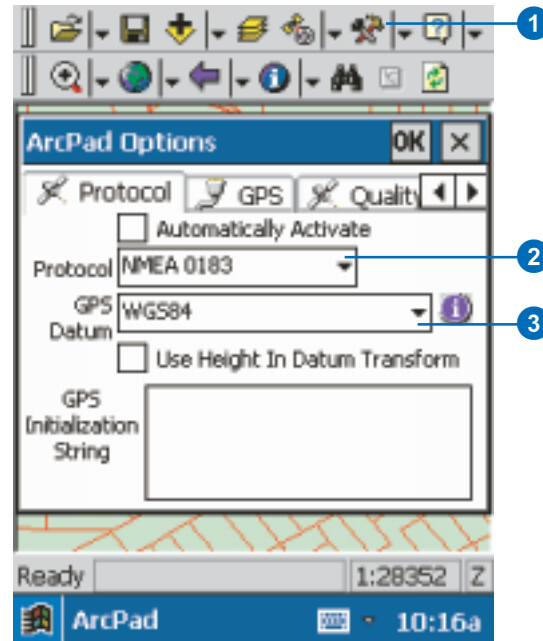 1
ArcPad Options OK
Protocol GPS Quality
Automatically Activate
Protocol NMEA 0183
2
GPS Datum WGS84
3
Use Height In Datum Transform
GPS Initialization String
Ready 1:28352 Z
ArcPad 10:16a